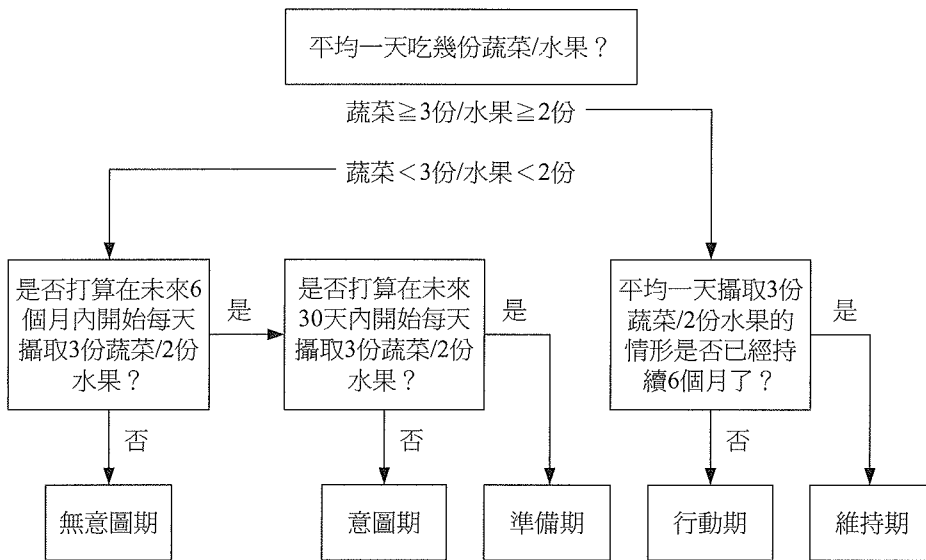 平均一天吃幾份蔬菜/水果？
蔬菜≧3份/水果≧2份
蔬菜＜3份/水果＜2份
是否打算在未來6
個月內開始每天
攝取3份蔬菜/2份
水果？
是
是否打算在未來
30天內開始每天
攝取3份蔬菜/2份
水果？
是
平均一天攝取3份
蔬菜/2份水果的
情形是否已經持
續6個月了？
是
否
否
否
無意圖期
意圖期
準備期
行動期
維持期